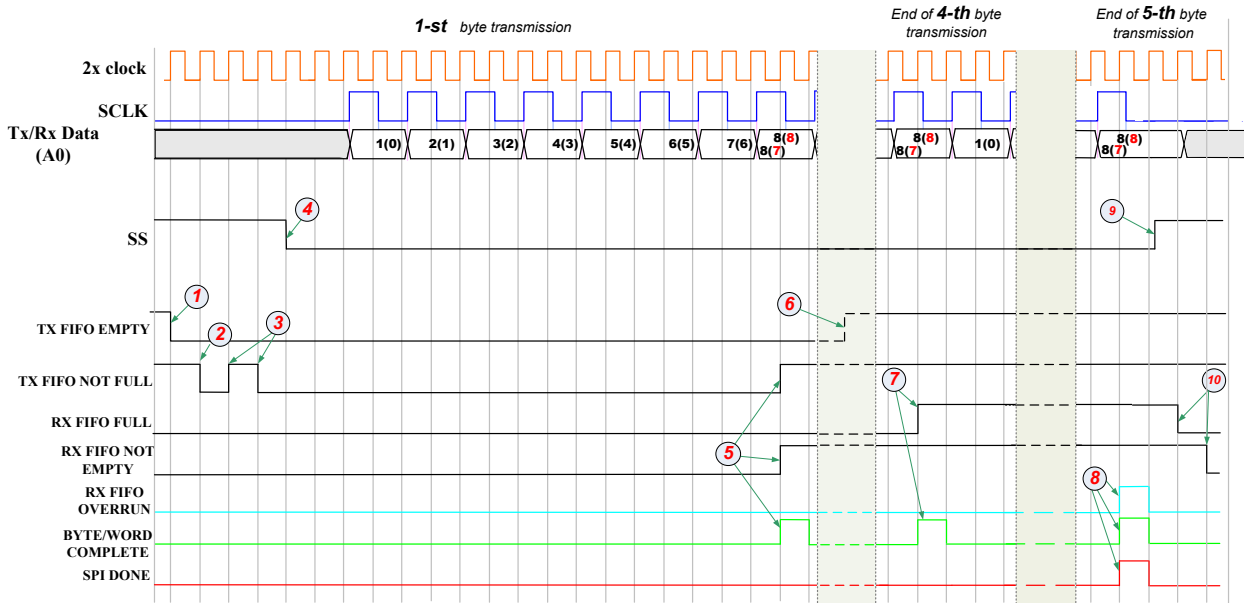 1-st byte transmission
End of 4-th byte
transmission
End of 5-th byte
transmission
2x clock
SCLK
Tx/Rx Data
(A0)
1(0)
2(1)
3(2)
4(3)
5(4)
6(5)
7(6)
8(8)
8(7)
8(8)
8(7)
1(0)
8(8)
8(7)
4
9
SS
1
6
2
3
TX FIFO EMPTY
TX FIFO NOT FULL
7
10
RX FIFO FULL
RX FIFO NOT
EMPTY
5
8
RX FIFO
OVERRUN
BYTE/WORD
COMPLETE
SPI DONE